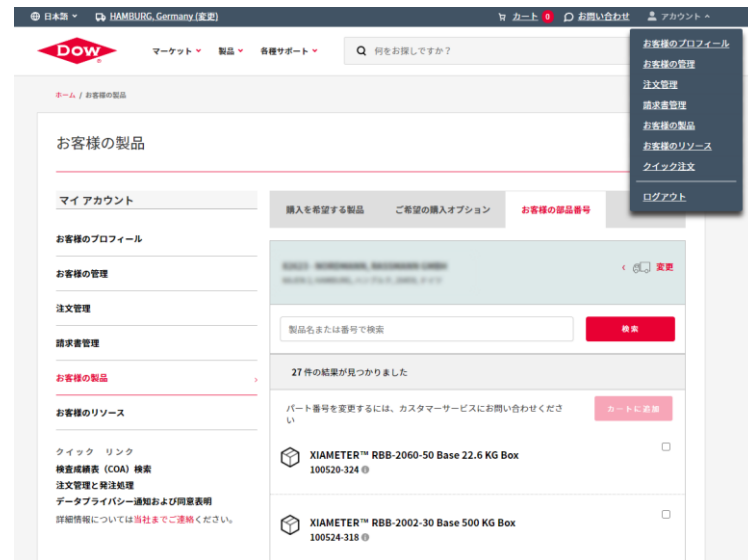 日本語
HAMBURG, Germany (変更)
カート 0
お問い合わせ
アカウント
Dow
マーケット
製品
各種サポート
何をお探しですか?
お客様のプロフィール
お客様の管理
注文管理
請求書管理
お客様の製品
お客様のリソース
クイック注文
ログアウト
ホーム / お客様の製品
お客様の製品
マイ アカウント
お客様のプロフィール
お客様の管理
注文管理
請求書管理
お客様の製品
お客様のリソース
クイック リンク
検査成績表（COA）検索
注文管理と発注処理
データプライバシー通知および同意表明
詳細情報については当社までご連絡ください。
購入を希望する製品
ご希望の購入オプション
お客様の部品番号
変更
製品名または番号で検索
検索
27 件の結果が見つかりました
パート番号を変更するには、カスタマーサービスにお問い合わせくださ
い
カートに追加
XIAMETER™ RBB-2060-50 Base 22.6 KG Box
100520-324
XIAMETER™ RBB-2002-30 Base 500 KG Box
100524-318